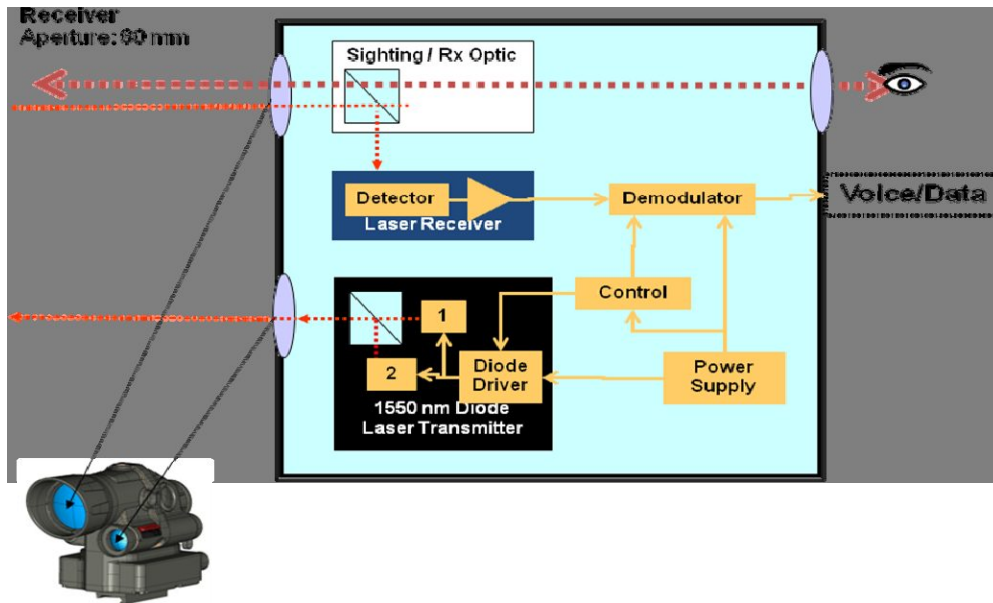 Receiver
Aperture: 60 mm
Sighting / Rx Optic
Detector
Laser Receiver
Demodulator
Voice/Data
Control
1
2
Diode
Driver
Power
Supply
1550 nm Diode
Laser Transmitter